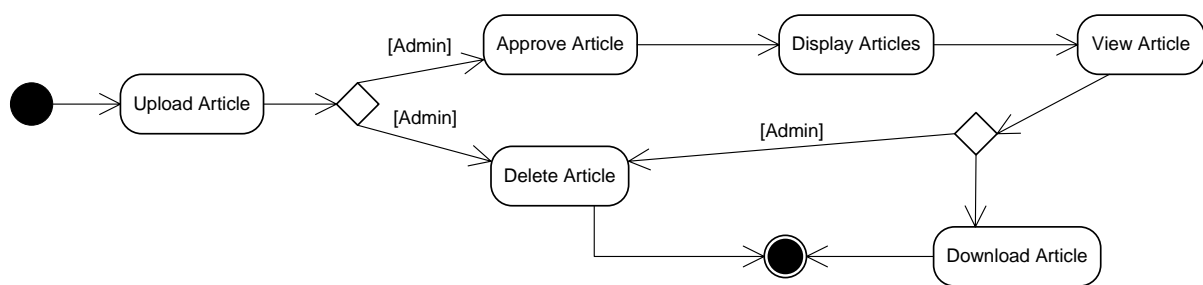 [Admin]
Approve Article
Display Articles
View Article
Upload Article
[Admin]
[Admin]
Delete Article
Download Article